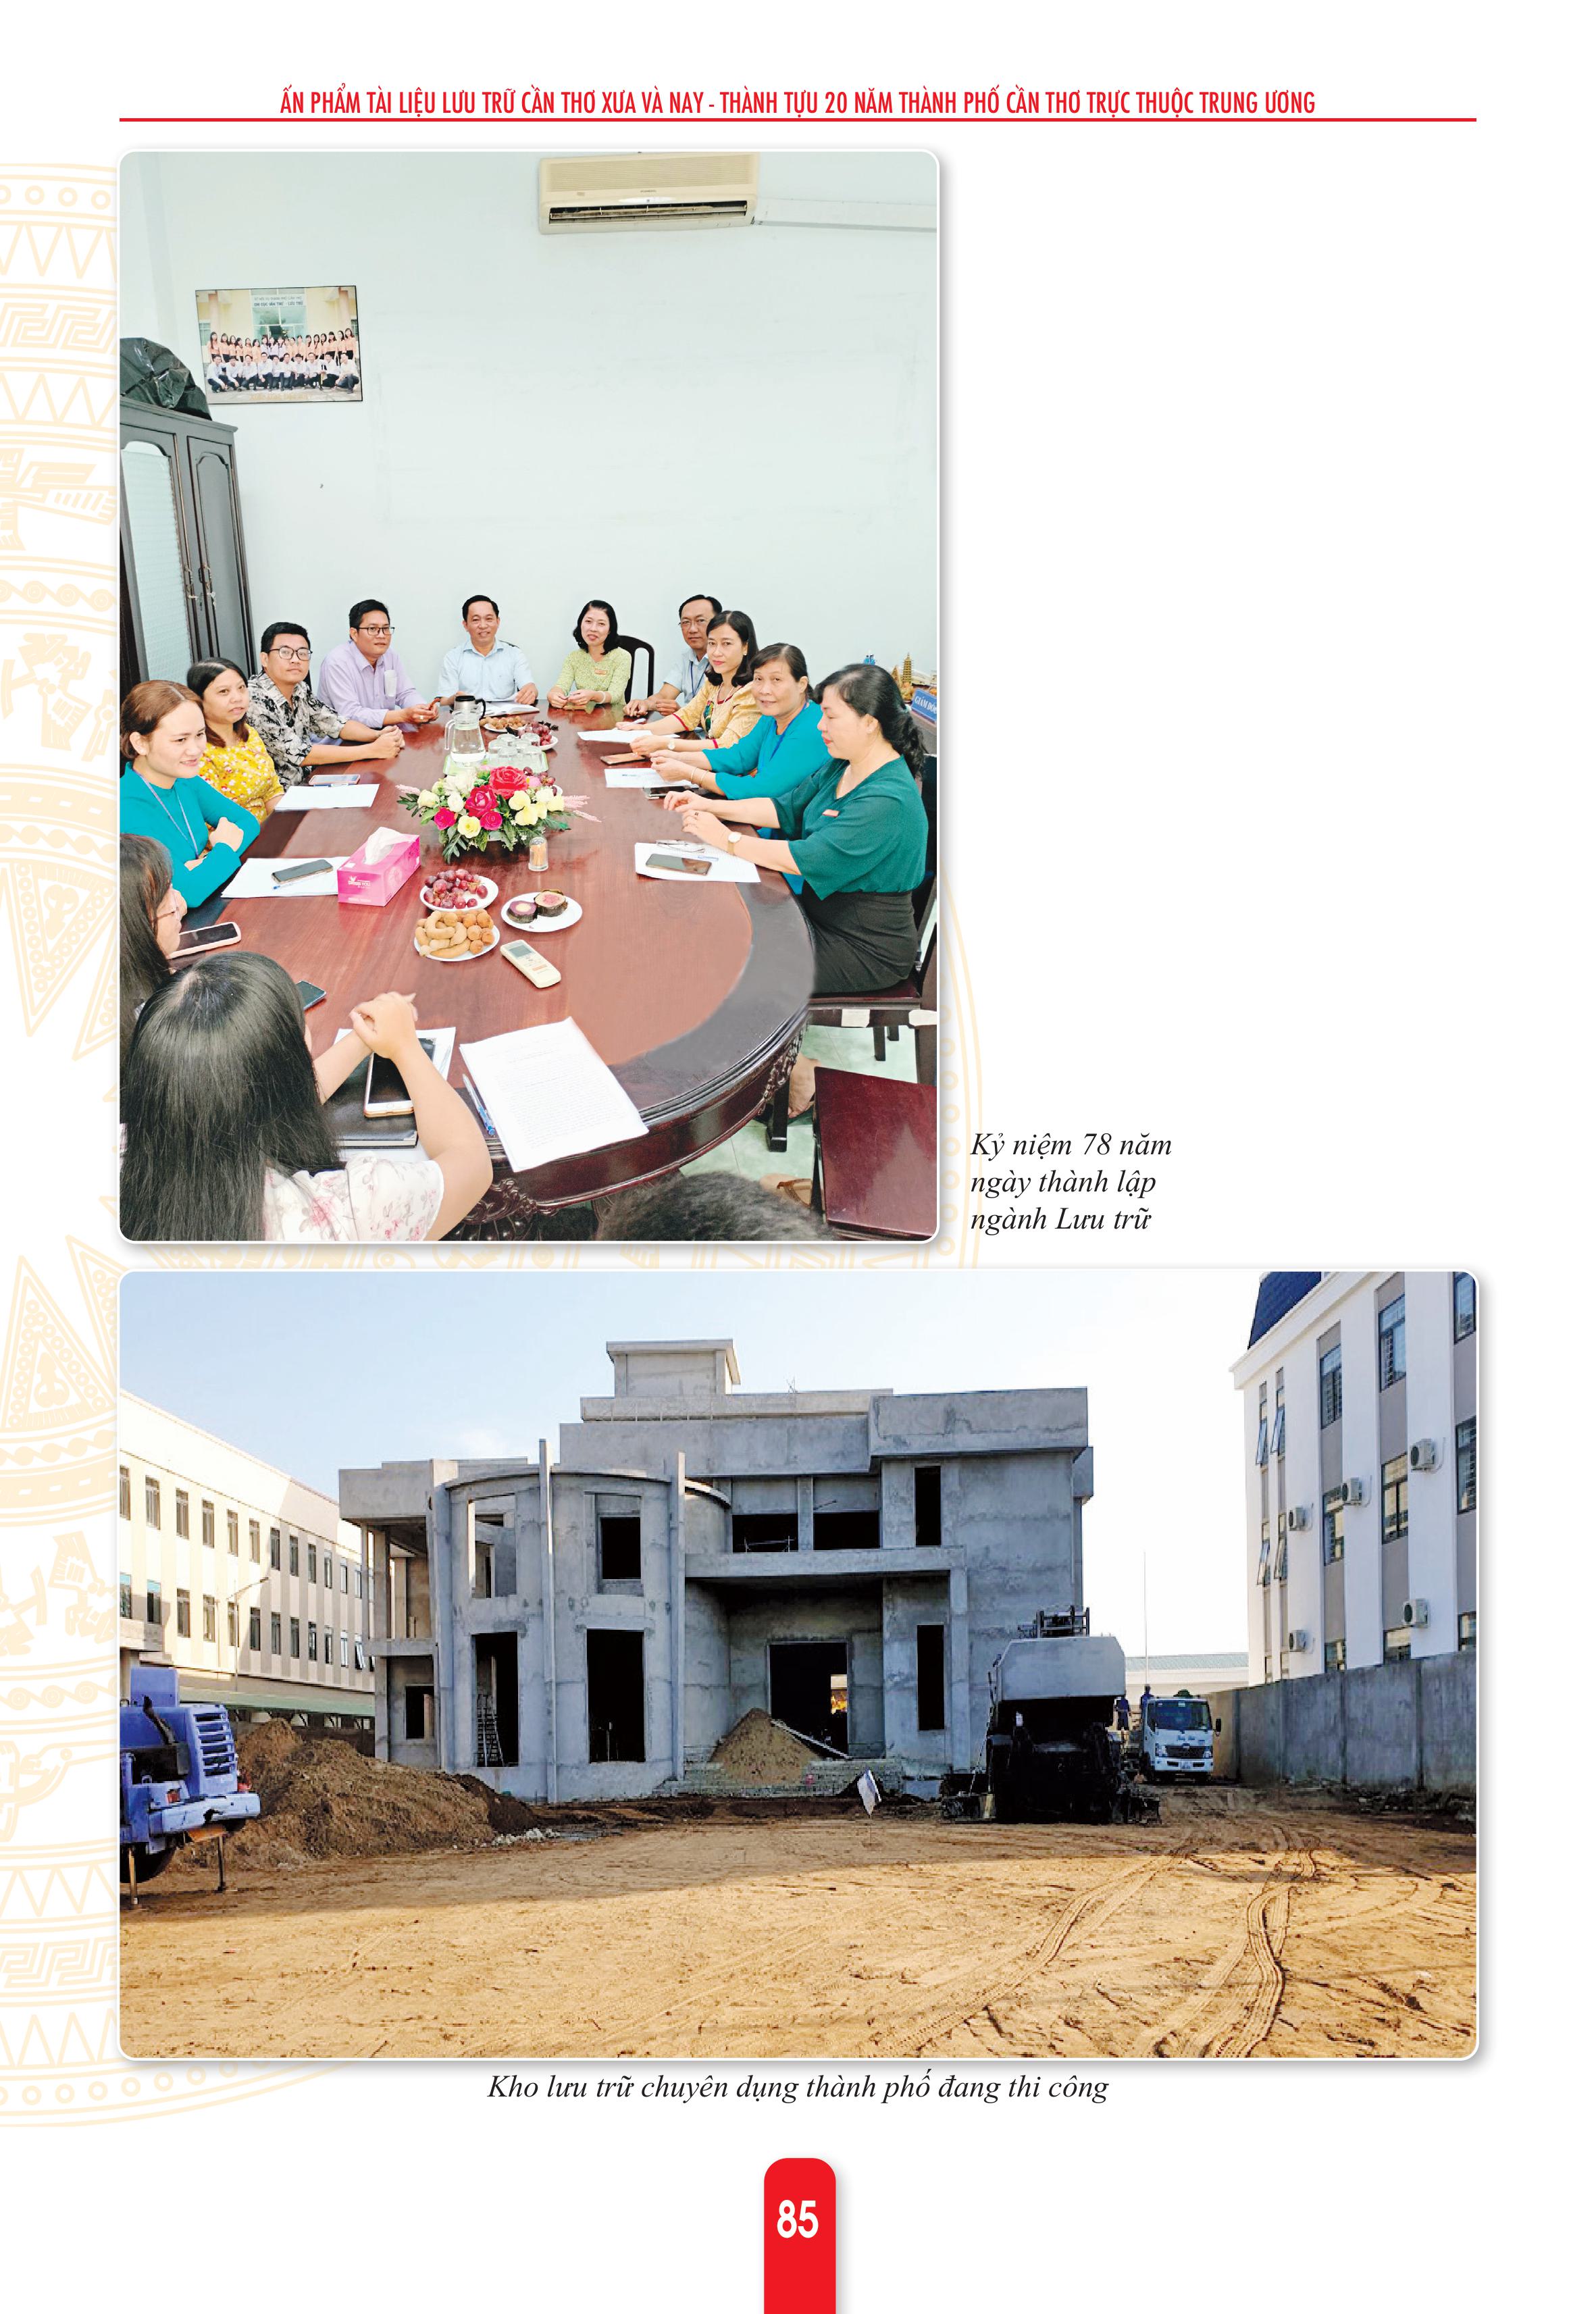 ẤN PHẨM TÀI LIỆU LƯU TRỮ CẦN THƠ XƯA VÀ NAY - THÀNH TỰU 20 NĂM THÀNH PHỐ CẦN THƠ TRỰC THUỘC TRUNG ƯƠNG
Kỷ niệm 78 năm
ngày thành lập
ngành Lưu trữ
Kho lưu trữ chuyên dụng thành phố đang thi công
85